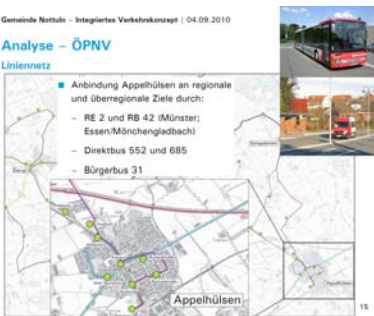 Gemeinde Nottuln – Integriertes Verkehrskonzept | 04.09.2010
Analyse – ÖPNV
Liniennetz
Anbindung Appelhülsen an regionale
und überregionale Ziele durch:
– RE 2 und RB 42 (Münster;
Essen/Mönchengladbach)
– Direktbus 552 und 685
– Bürgerbus 31
Appelhülsen
15